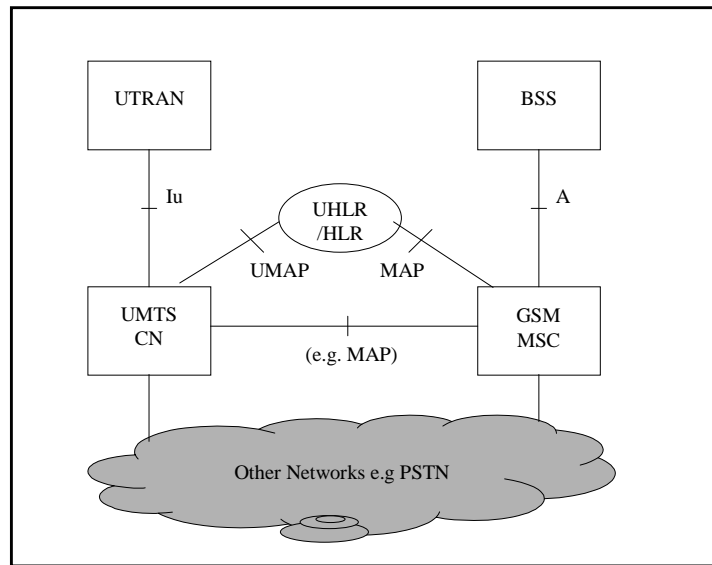 UTRAN
BSS
Iu
A
UHLR
/HLR
UMAP
MAP
UMTS
CN
GSM
MSC
(e.g. MAP)
Other Networks e.g PSTN